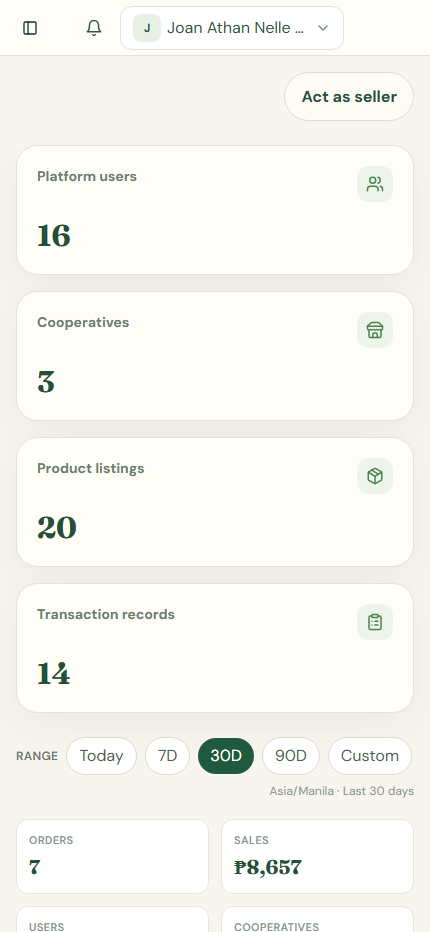 J Joan Athan Nelle ...
Act as seller
Platform users
16
Cooperatives
3
Product listings
20
Transaction records
14
RANGE Today 7D 30D 90D Custom
Asia/Manila · Last 30 days
ORDERS
7
SALES
₱8,657
USERS
COOPERATIVES